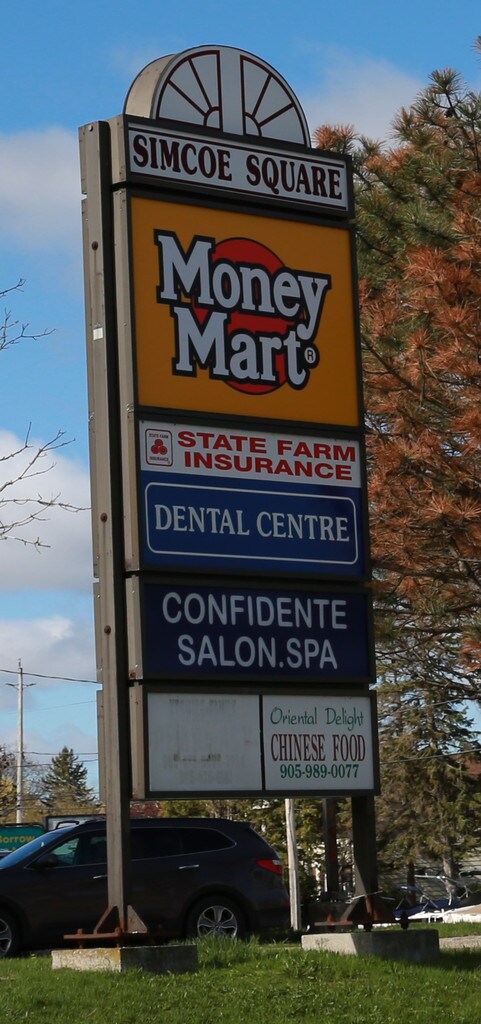 SIMCOE SQUARE
Money
Mart®
STATE FARM
INSURANCE
DENTAL CENTRE
CONFIDENTE
SALON.SPA
Oriental Delight
CHINESE FOOD
905-989-0077